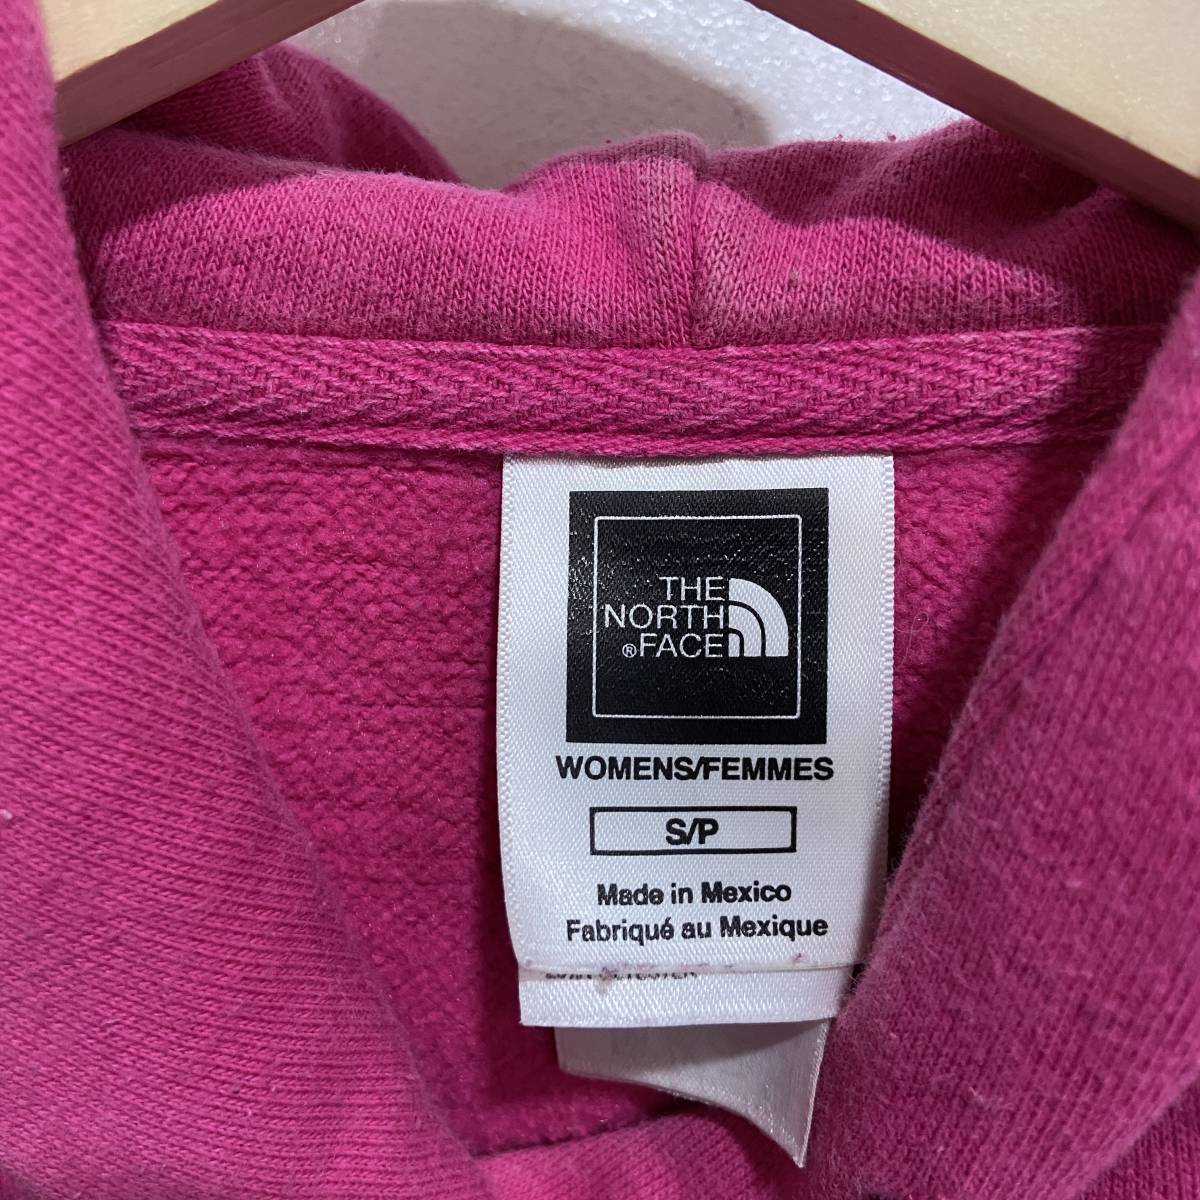 THE
NORTH
®FACE
WOMENS/FEMMES
S/P
Made in Mexico
Fabriqué au Mexique